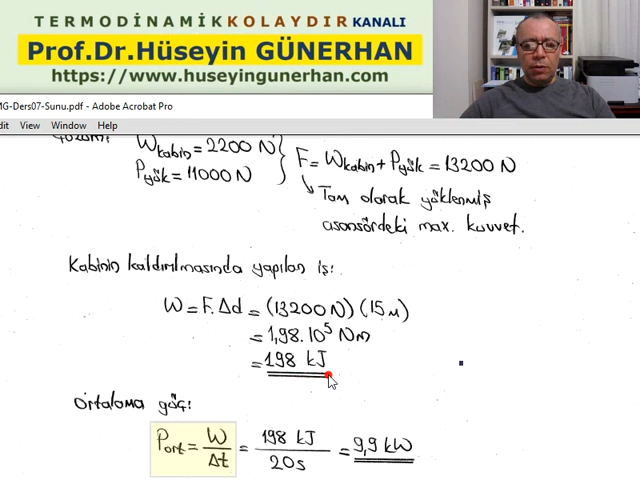 TERMODİNAMİKKOLAYDIR KANALI
Prof.Dr.Hüseyin GÜNERHAN
https://www.huseyingunerhan.com
MG-Ders07-Sunu.pdf - Adobe Acrobat Pro
dit View Window Help
Wkabin = 2200 N
Pyük = 11000 N
F = Wkabin + Pyük = 13200 N
Tam olarak yüklenmiş
asansördeki max. kuvvet.
Kabinin kaldırılmasında yapılan iş:
W = F.Δd = (13200 N)(15 m)
= 1,98.10⁵ Nm
= 198 kJ
Ortalama güç:
Port = W/Δt = 198 kJ/20s = 9,9 kW